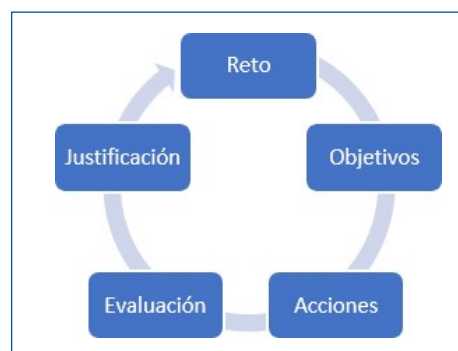 Reto
Objetivos
Acciones
Evaluación
Justificación